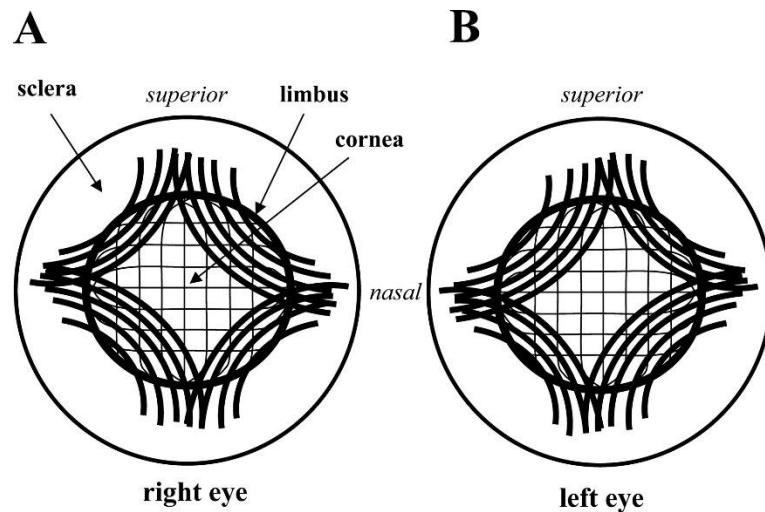 A
B
sclera
superior
limbus
cornea
superior
nasal
right eye
left eye